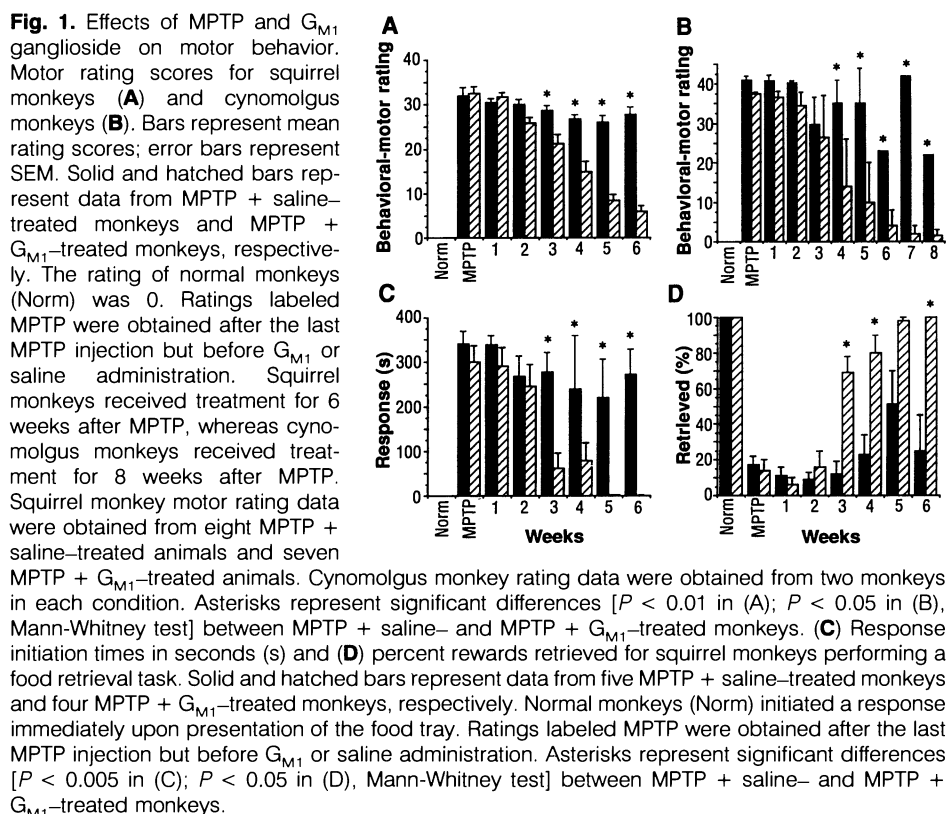 Fig. 1. Effects of MPTP and GM1
ganglioside on motor behavior.
Motor rating scores for squirrel
monkeys (A) and cynomolgus
monkeys (B). Bars represent mean
rating scores; error bars represent
SEM. Solid and hatched bars rep-
resent data from MPTP + saline–
treated monkeys and MPTP +
GM1–treated monkeys, respective-
ly. The rating of normal monkeys
(Norm) was 0. Ratings labeled
MPTP were obtained after the last
MPTP injection but before GM1 or
saline administration. Squirrel
monkeys received treatment for 6
weeks after MPTP, whereas cyno-
molgus monkeys received treat-
ment for 8 weeks after MPTP.
Squirrel monkey motor rating data
were obtained from eight MPTP +
saline–treated animals and seven
MPTP + GM1–treated animals. Cynomolgus monkey rating data were obtained from two monkeys
in each condition. Asterisks represent significant differences [P < 0.01 in (A); P < 0.05 in (B),
Mann-Whitney test] between MPTP + saline– and MPTP + GM1–treated monkeys. (C) Response
initiation times in seconds (s) and (D) percent rewards retrieved for squirrel monkeys performing a
food retrieval task. Solid and hatched bars represent data from five MPTP + saline–treated monkeys
and four MPTP + GM1–treated monkeys, respectively. Normal monkeys (Norm) initiated a response
immediately upon presentation of the food tray. Ratings labeled MPTP were obtained after the last
MPTP injection but before GM1 or saline administration. Asterisks represent significant differences
[P < 0.005 in (C); P < 0.05 in (D), Mann-Whitney test] between MPTP + saline– and MPTP +
GM1–treated monkeys.
A
Behavioral-motor rating
40
30
20
10
0
* * * *
Norm MPTP 1 2 3 4 5 6
B
Behavioral-motor rating
40
30
20
10
0
* * * * *
Norm MPTP 1 2 3 4 5 6 7 8
C
Response (s)
400
300
200
100
0
* * * *
Norm MPTP 1 2 3 4 5 6
Weeks
D
Retrieved (%)
100
80
60
40
20
0
* * *
Norm MPTP 1 2 3 4 5 6
Weeks